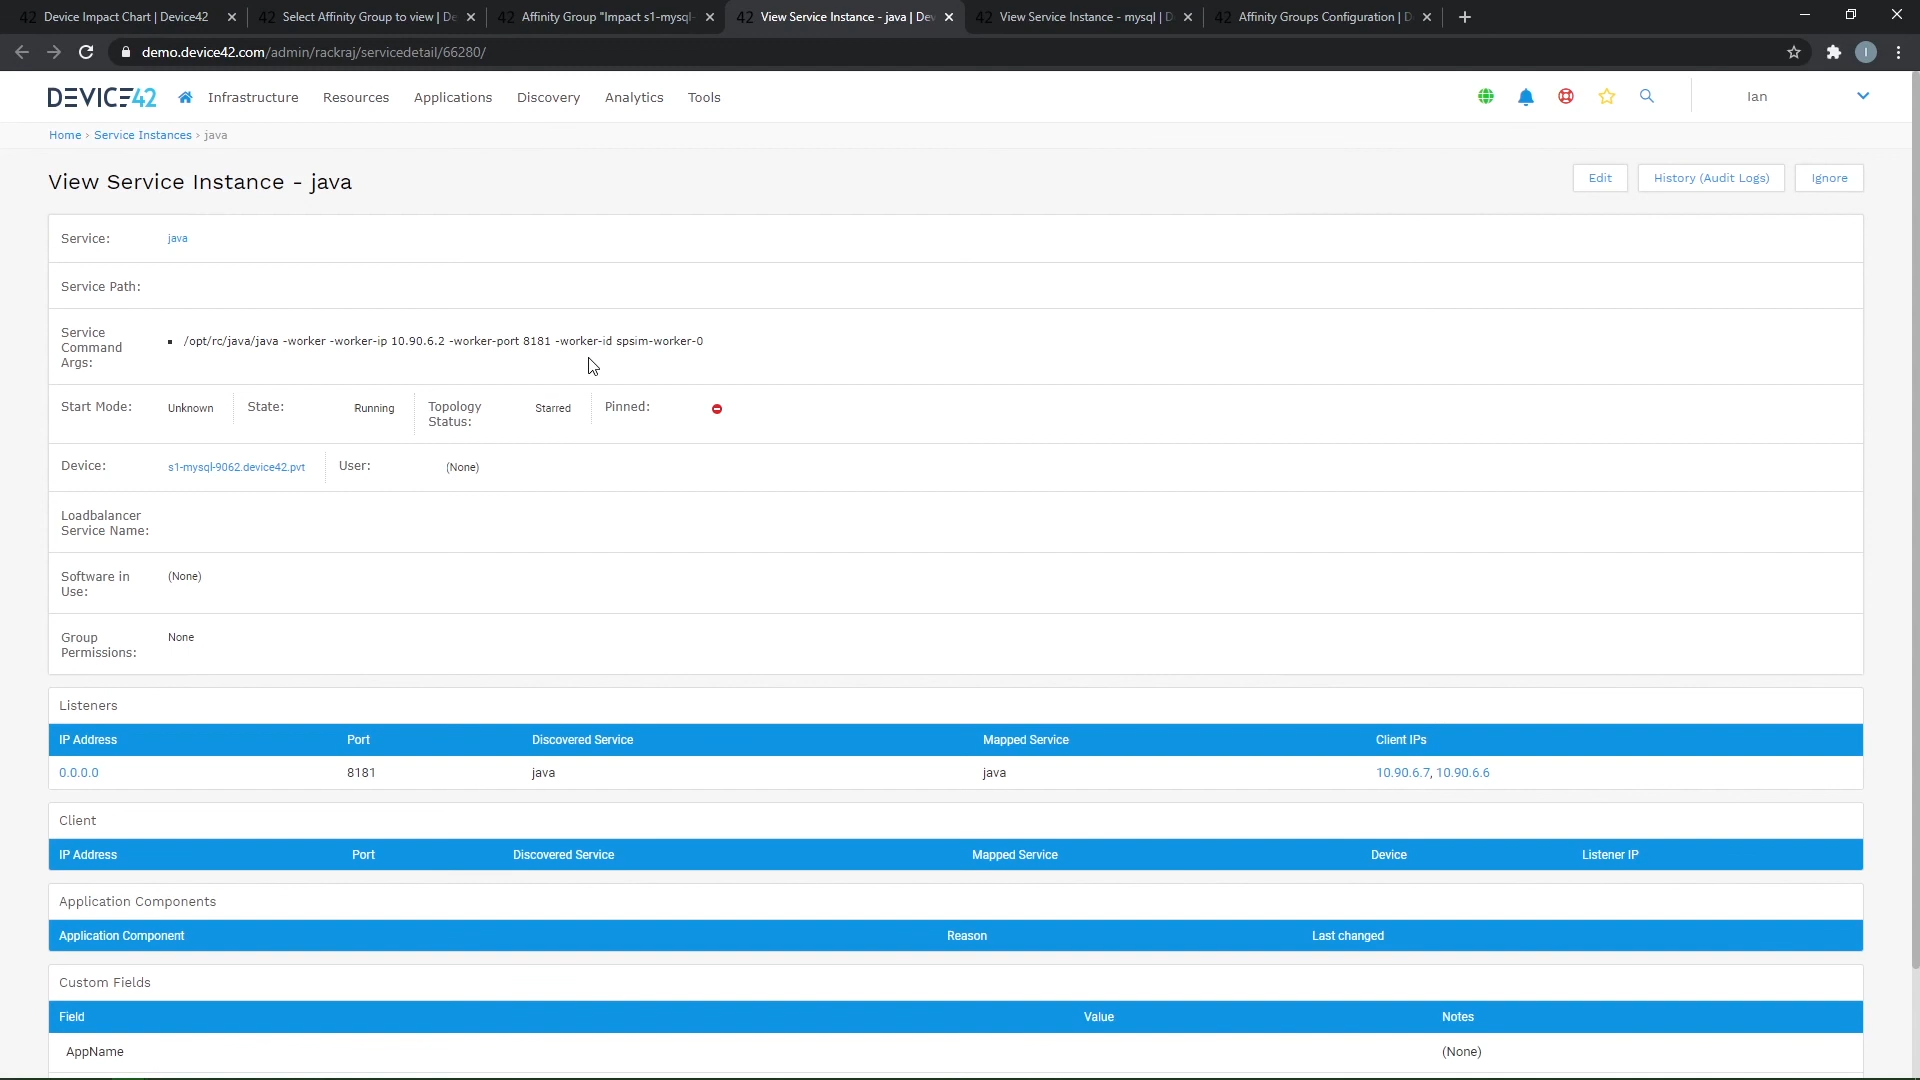 42 Device Impact Chart | Device42
42 Select Affinity Group to view | De
42 Affinity Group "Impact s1-mysql-
42 View Service Instance - java | Dev
42 View Service Instance - mysql | D
42 Affinity Groups Configuration | D
demo.device42.com/admin/rackraj/servicedetail/66280/
I
DEVICE42
Infrastructure Resources Applications Discovery Analytics Tools
Ian
Home › Service Instances › java
View Service Instance - java
Edit
History (Audit Logs)
Ignore
Service: java
Service Path:
Service
Command
Args:
▪ /opt/rc/java/java -worker -worker-ip 10.90.6.2 -worker-port 8181 -worker-id spsim-worker-0
Start Mode: Unknown
State: Running
Topology
Status:
Starred
Pinned:
Device: s1-mysql-9062.device42.pvt
User: (None)
Loadbalancer
Service Name:
Software in
Use:
(None)
Group
Permissions:
None
Listeners
IP Address Port Discovered Service Mapped Service Client IPs
0.0.0.0 8181 java java 10.90.6.7, 10.90.6.6
Client
IP Address Port Discovered Service Mapped Service Device Listener IP
Application Components
Application Component Reason Last changed
Custom Fields
Field Value Notes
AppName (None)